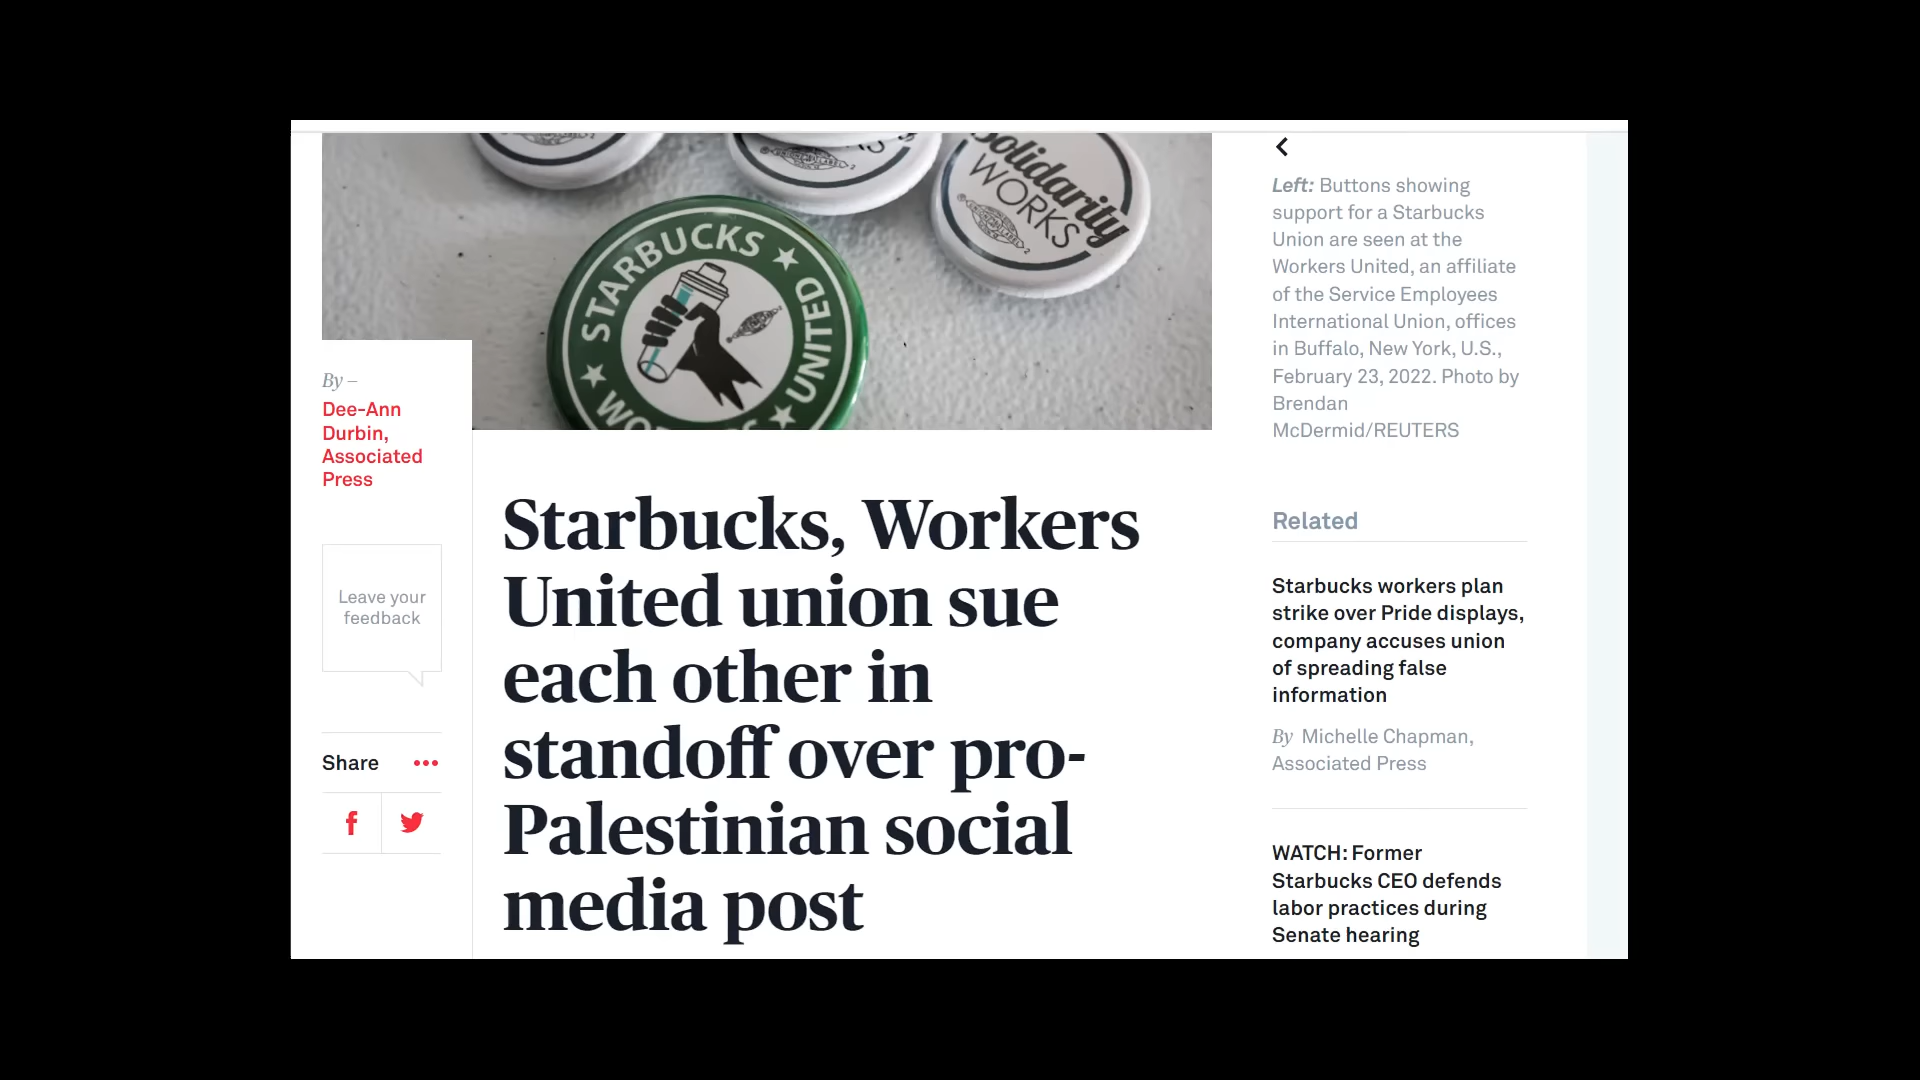 Solidarity
WORKS
STARBUCKS
UNITED
By –
Dee-Ann
Durbin,
Associated
Press
Leave your
feedback
Share
Starbucks, Workers
United union sue
each other in
standoff over pro-
Palestinian social
media post
Left: Buttons showing
support for a Starbucks
Union are seen at the
Workers United, an affiliate
of the Service Employees
International Union, offices
in Buffalo, New York, U.S.,
February 23, 2022. Photo by
Brendan
McDermid/REUTERS
Related
Starbucks workers plan
strike over Pride displays,
company accuses union
of spreading false
information
By Michelle Chapman,
Associated Press
WATCH: Former
Starbucks CEO defends
labor practices during
Senate hearing